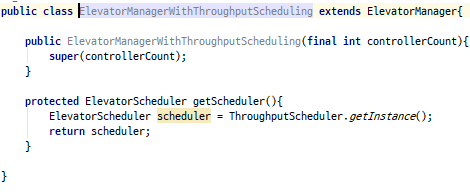 public class ElevatorManagerWithThroughputScheduling extends ElevatorManager{
public ElevatorManagerWithThroughputScheduling(final int controllerCount){
super(controllerCount);
}
protected ElevatorScheduler getScheduler(){
ElevatorScheduler scheduler = ThroughputScheduler.getInstance();
return scheduler;
}
}